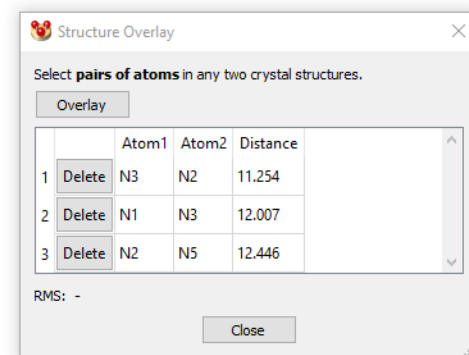 Structure Overlay
Select pairs of atoms in any two crystal structures.
Overlay
Atom1 Atom2 Distance
1 Delete N3 N2 11.254
2 Delete N1 N3 12.007
3 Delete N2 N5 12.446
RMS: -
Close